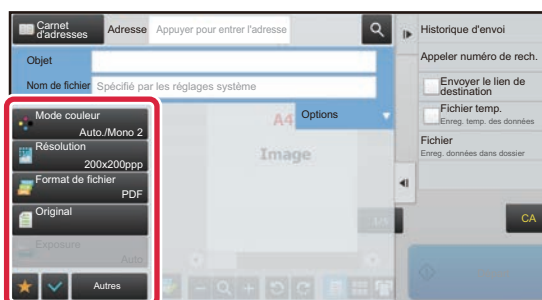 Carnet
d'adresses
Adresse
Appuyer pour entrer l'adresse
Objet
Nom de fichier
Spécifié par les réglages système
Mode couleur
Auto./Mono 2
Résolution
200x200ppp
Format de fichier
PDF
Original
Exposure
Auto
Autres
A4
Options
Image
1/1
Historique d'envoi
Appeler numéro de rech.
Envoyer le lien de
destination
Fichier temp.
Enreg. temp. des données
Fichier
Enreg. données dans dossier
CA